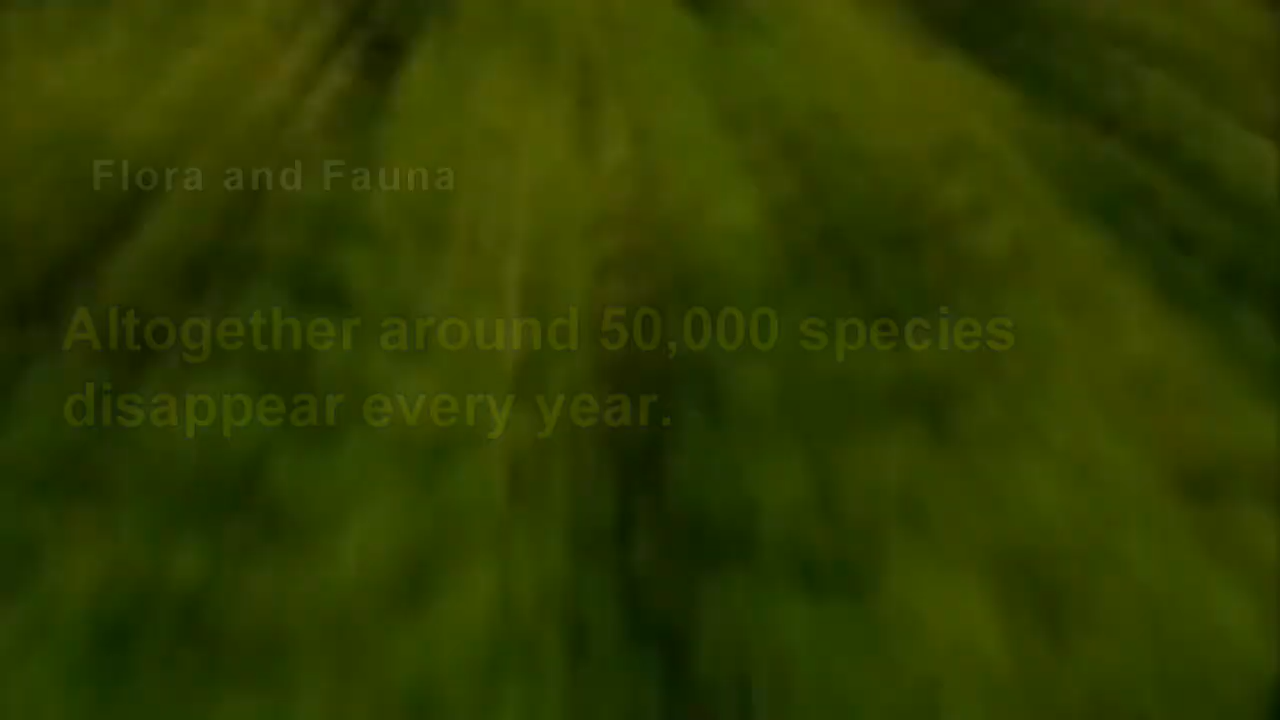 Flora and Fauna
Altogether around 50,000 species
disappear every year.